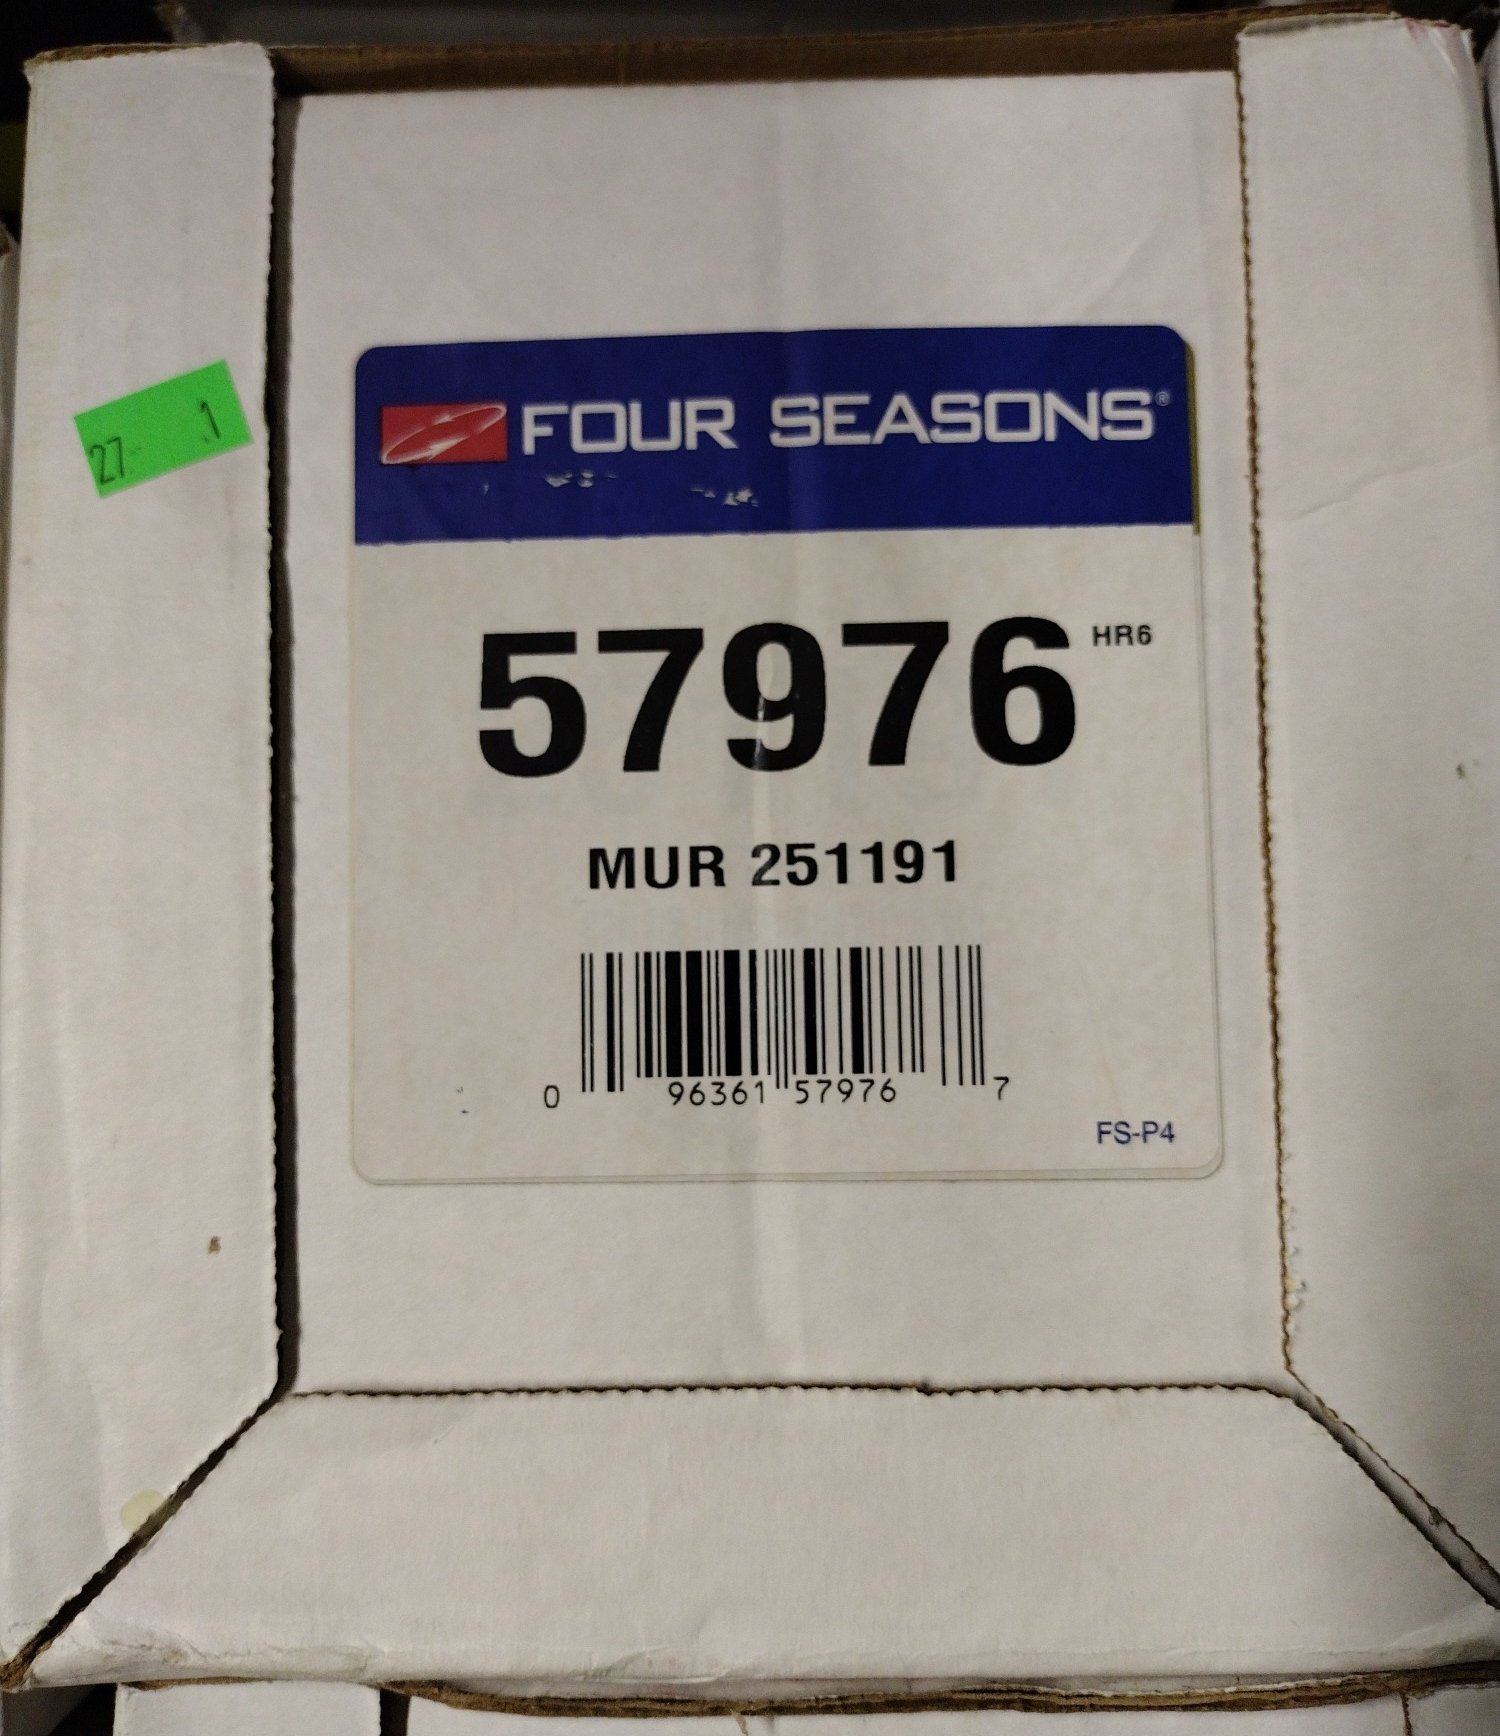 27 1
FOUR SEASONS®
57976 HR6
MUR 251191
0 96361 57976 7
FS-P4